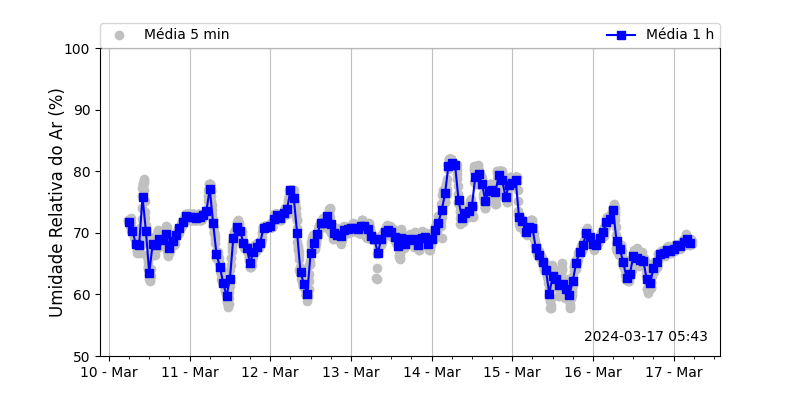 Média 5 min
Média 1 h
Umidade Relativa do Ar (%)
100
90
80
70
60
50
2024-03-17 05:43
10 - Mar
11 - Mar
12 - Mar
13 - Mar
14 - Mar
15 - Mar
16 - Mar
17 - Mar